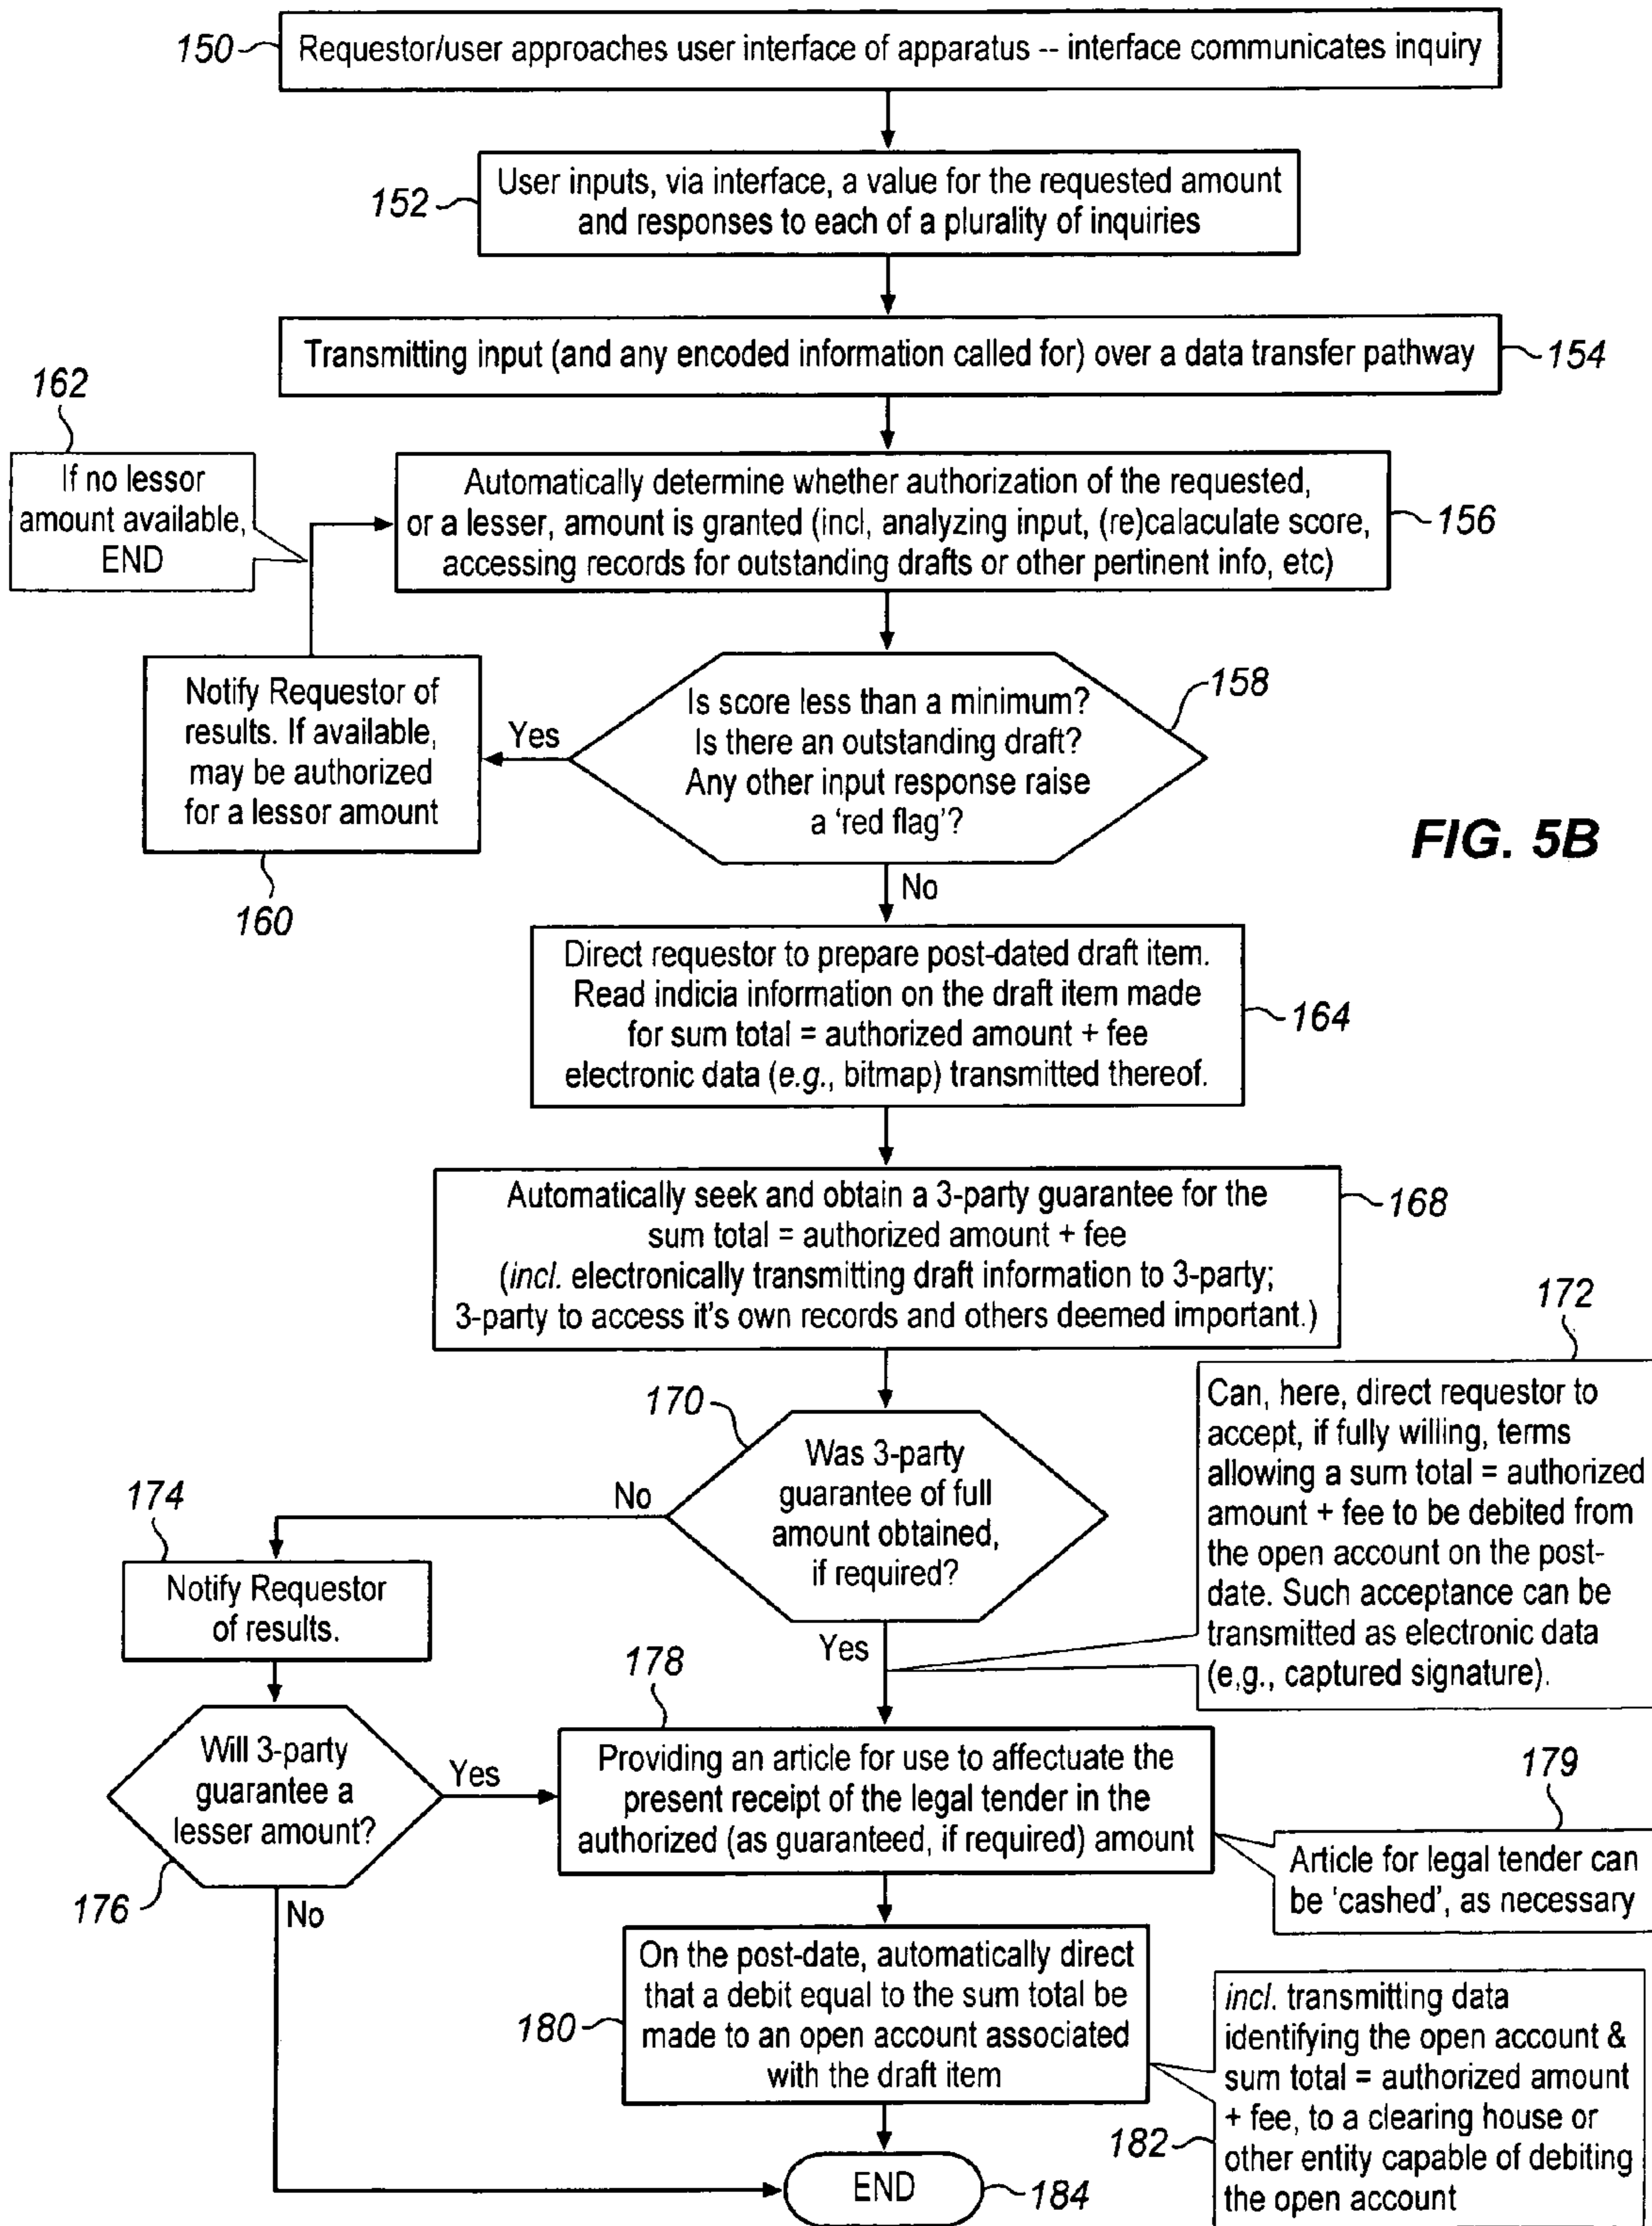 150
Requestor/user approaches user interface of apparatus -- interface communicates inquiry
152
User inputs, via interface, a value for the requested amount
and responses to each of a plurality of inquiries
Transmitting input (and any encoded information called for) over a data transfer pathway
154
162
If no lessor
amount available,
END
Automatically determine whether authorization of the requested,
or a lesser, amount is granted (incl, analyzing input, (re)calaculate score,
accessing records for outstanding drafts or other pertinent info, etc)
156
Notify Requestor of
results. If available,
may be authorized
for a lessor amount
160
Yes
Is score less than a minimum?
Is there an outstanding draft?
Any other input response raise
a ‘red flag’?
158
No
FIG. 5B
Direct requestor to prepare post-dated draft item.
Read indicia information on the draft item made
for sum total = authorized amount + fee
electronic data (e.g., bitmap) transmitted thereof.
164
Automatically seek and obtain a 3-party guarantee for the
sum total = authorized amount + fee
(incl. electronically transmitting draft information to 3-party;
3-party to access it's own records and others deemed important.)
168
170
Was 3-party
guarantee of full
amount obtained,
if required?
No
Yes
172
Can, here, direct requestor to
accept, if fully willing, terms
allowing a sum total = authorized
amount + fee to be debited from
the open account on the post-
date. Such acceptance can be
transmitted as electronic data
(e,g., captured signature).
174
Notify Requestor
of results.
Will 3-party
guarantee a
lesser amount?
176
Yes
No
178
Providing an article for use to affectuate the
present receipt of the legal tender in the
authorized (as guaranteed, if required) amount
179
Article for legal tender can
be ‘cashed’, as necessary
180
On the post-date, automatically direct
that a debit equal to the sum total be
made to an open account associated
with the draft item
182
incl. transmitting data
identifying the open account &
sum total = authorized amount
+ fee, to a clearing house or
other entity capable of debiting
the open account
END
184